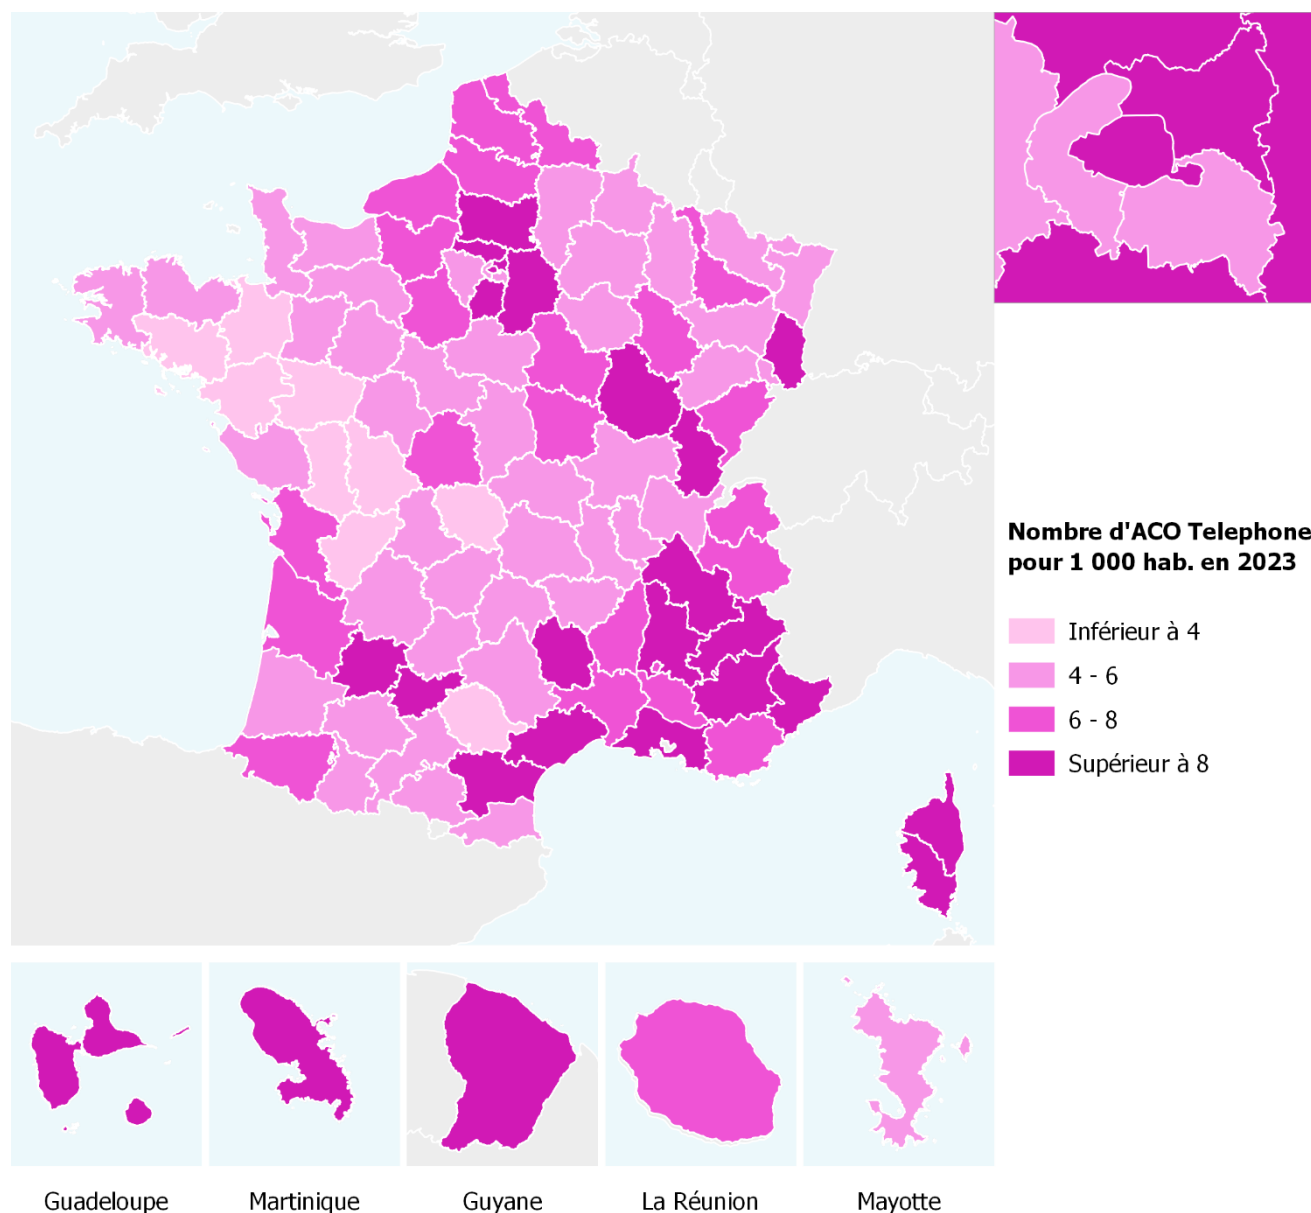 Nombre d'ACO Telephone
pour 1 000 hab. en 2023
Inférieur à 4
4 - 6
6 - 8
Supérieur à 8
Guadeloupe
Martinique
Guyane
La Réunion
Mayotte